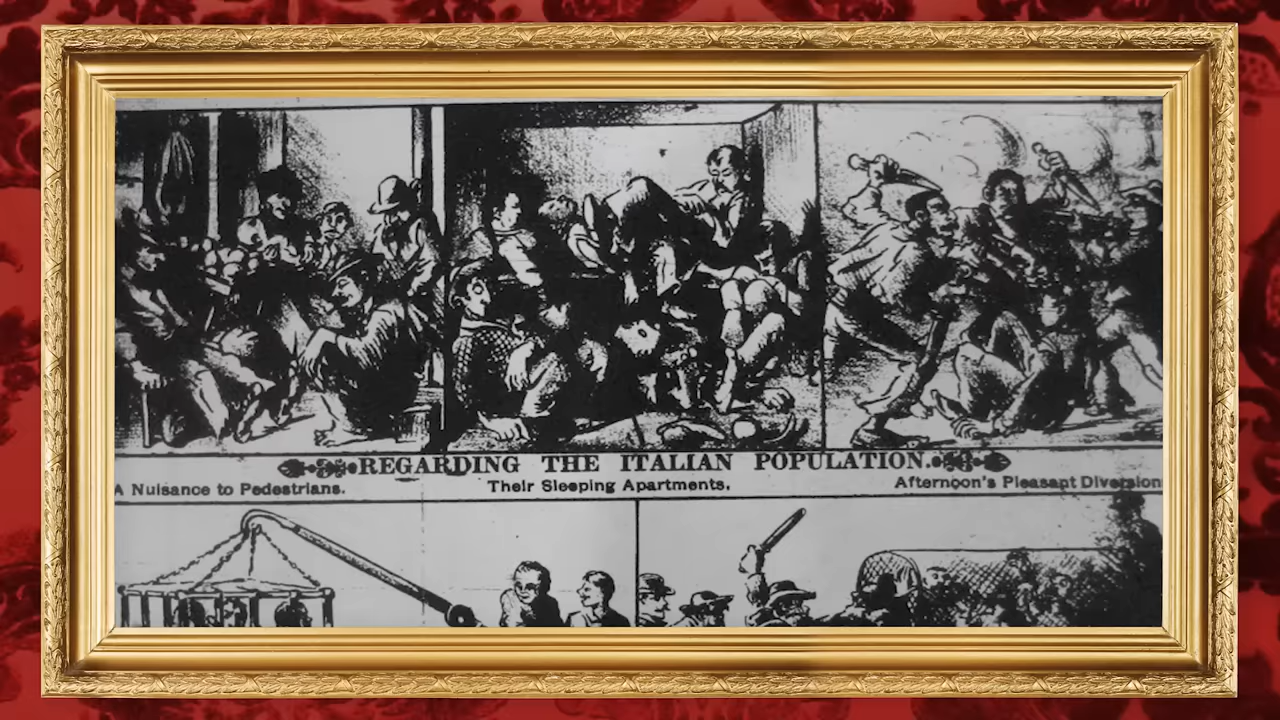 REGARDING THE ITALIAN POPULATION.
A Nuisance to Pedestrians.
Their Sleeping Apartments.
Afternoon's Pleasant Diversion